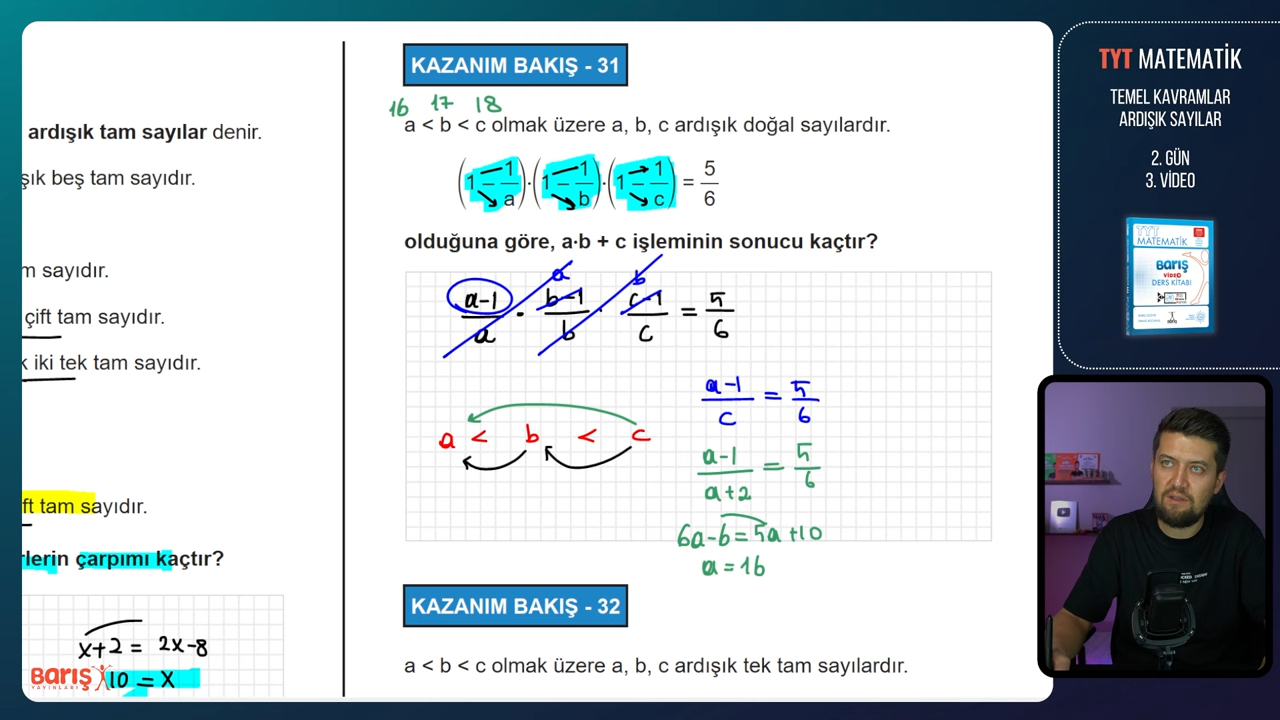 ardışık tam sayılar denir.
şık beş tam sayıdır.
m sayıdır.
çift tam sayıdır.
k iki tek tam sayıdır.
ft tam sayıdır.
rlerin çarpımı kaçtır?
x+2 = 2x-8
10 = x
BARIŞ
YAYINLARI
KAZANIM BAKIŞ - 31
16 17 18
a < b < c olmak üzere a, b, c ardışık doğal sayılardır.
(1 - 1/a) · (1 - 1/b) · (1 - 1/c) = 5/6
olduğuna göre, a·b + c işleminin sonucu kaçtır?
a b
a-1/a · b-1/b · c-1/c = 5/6
a-1/c = 5/6
a < b < c
a-1/a+2 = 5/6
6a-6=5a+10
a=16
KAZANIM BAKIŞ - 32
a < b < c olmak üzere a, b, c ardışık tek tam sayılardır.
TYT MATEMATİK
TEMEL KAVRAMLAR
ARDIŞIK SAYILAR
2. GÜN
3. VİDEO
TYT
MATEMATİK
BARIŞ
VİDEO
DERS KİTABI